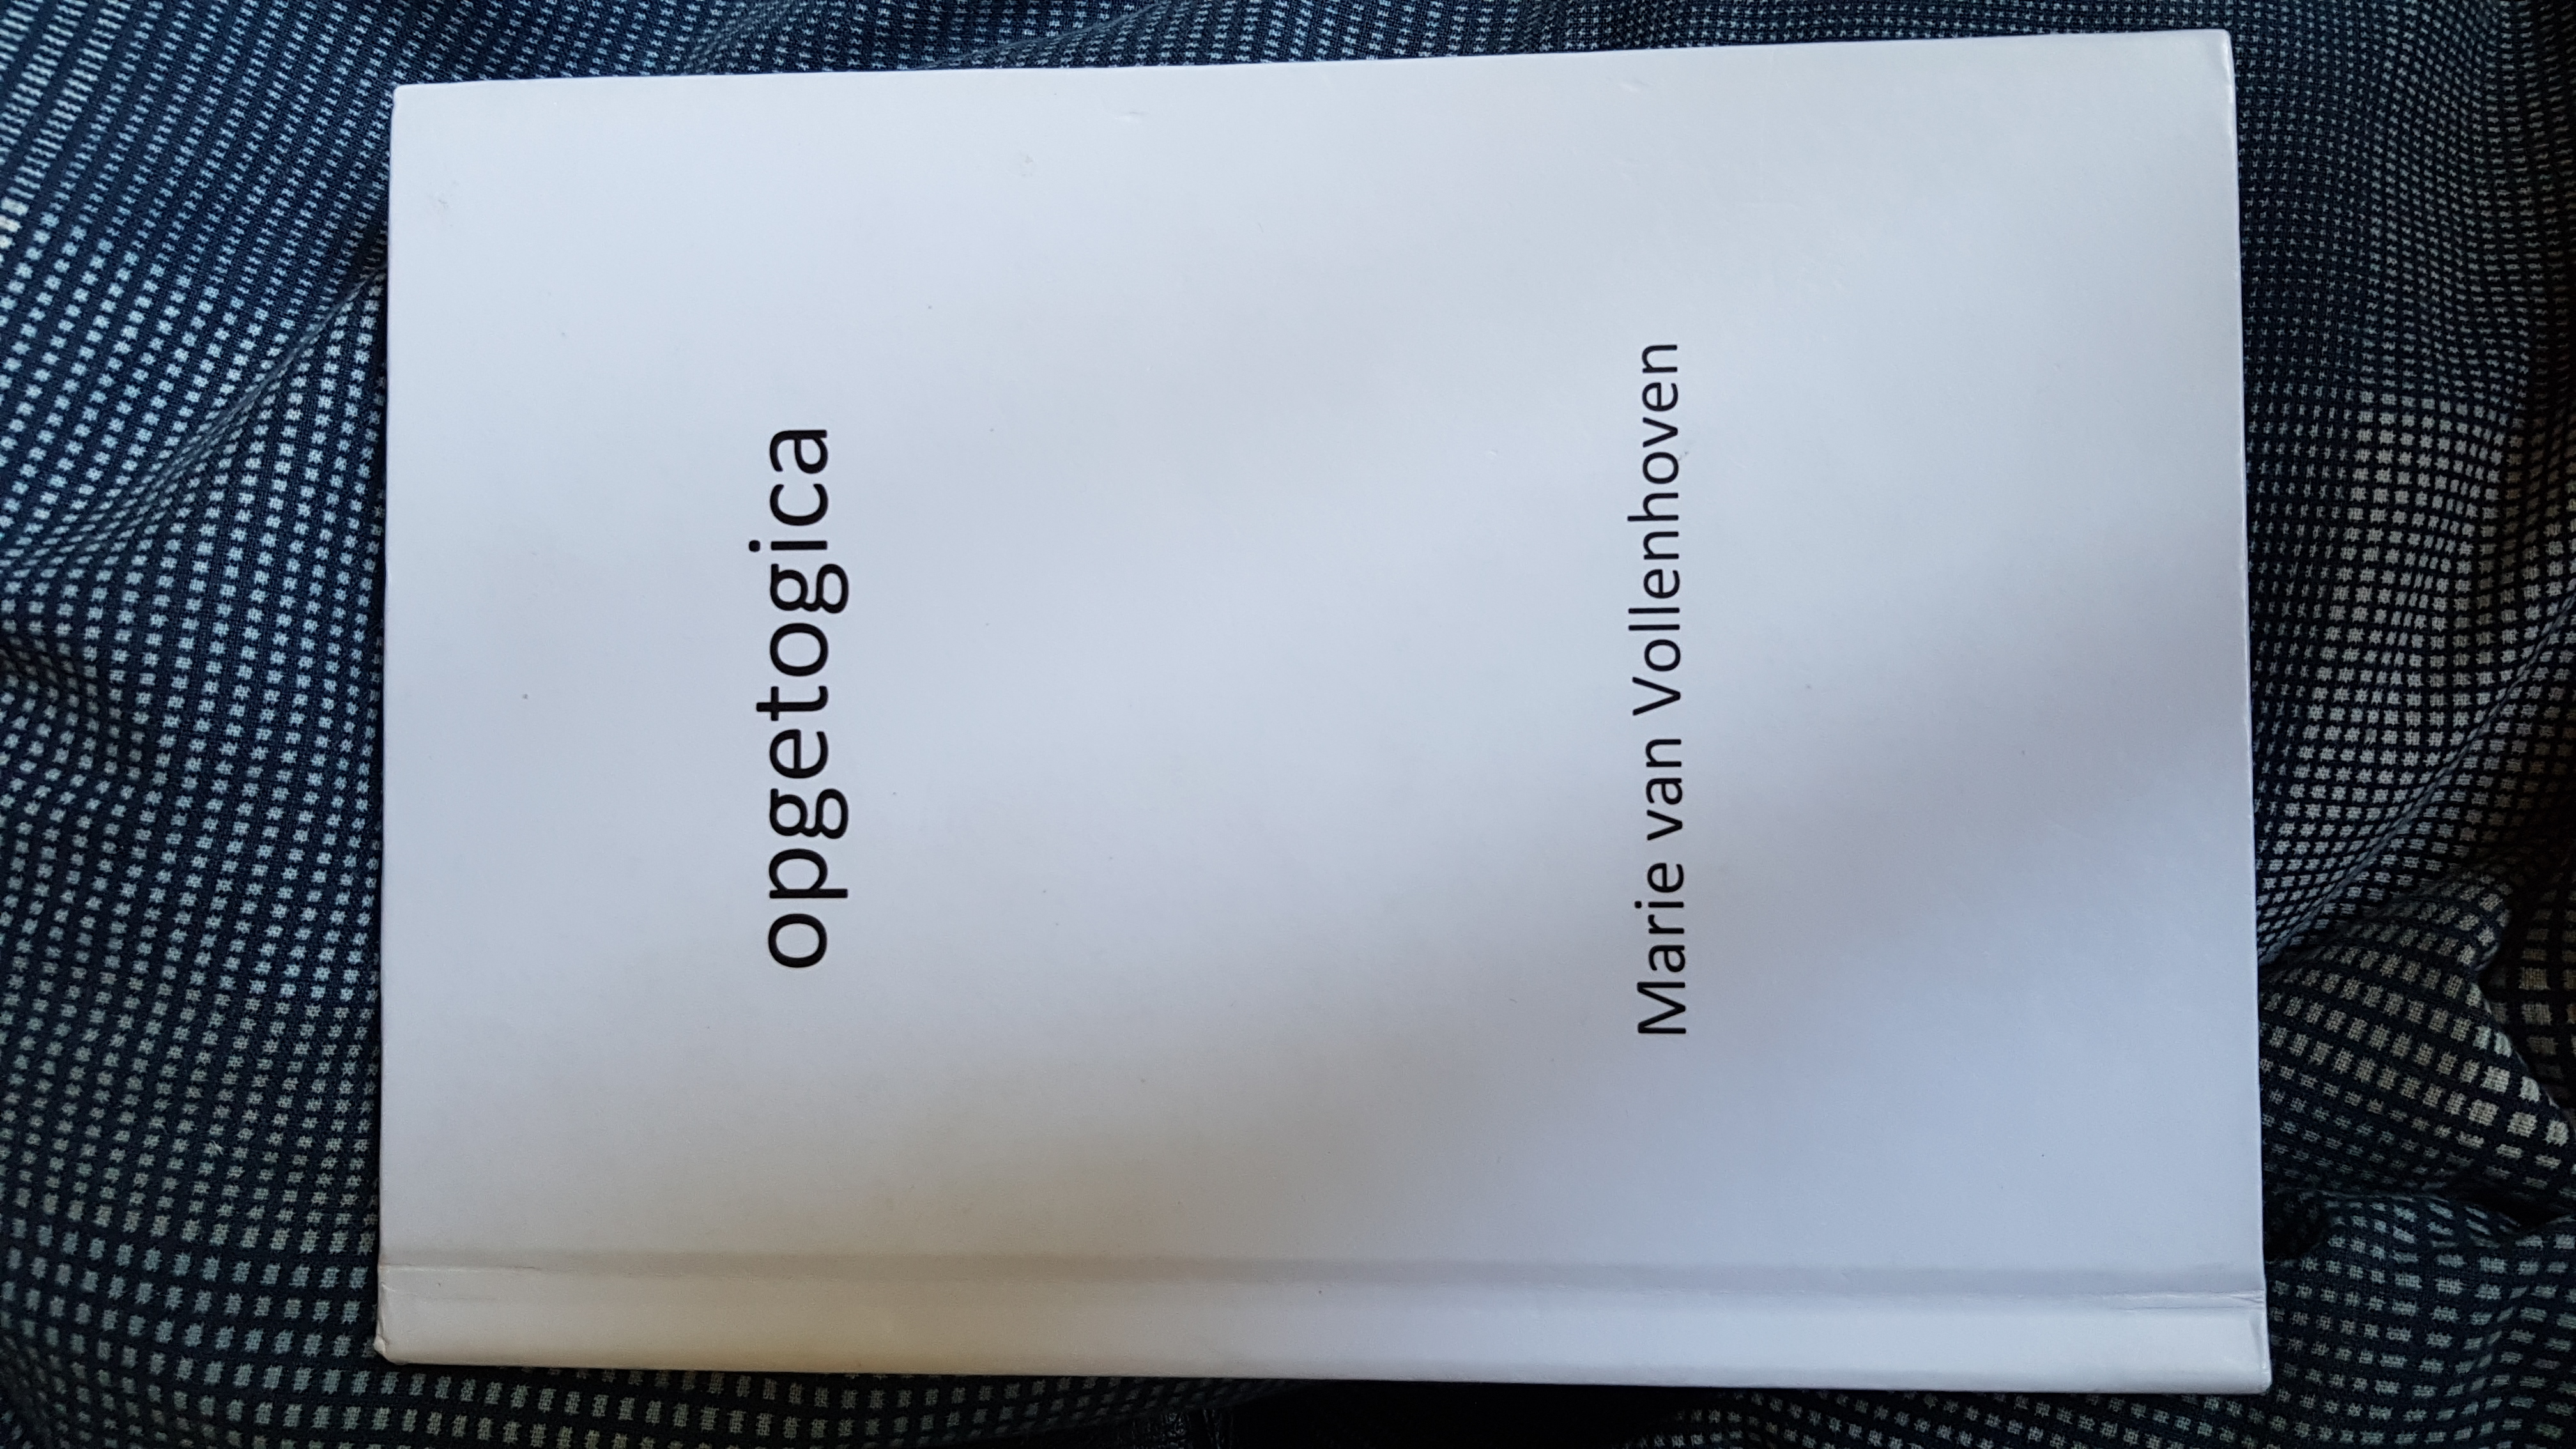 opgetogica
Marie van Vollenhoven